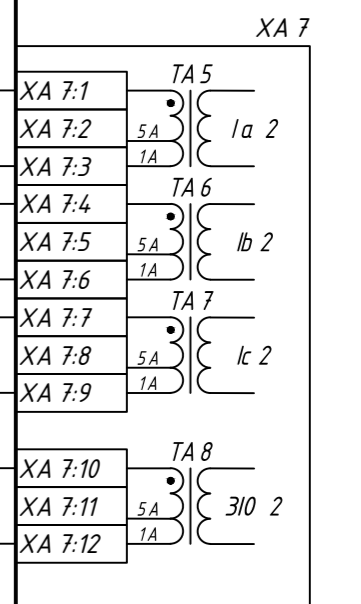 XA 7
TA 5
XA 7:1
XA 7:2 5A Ia 2
XA 7:3 1A
TA 6
XA 7:4
XA 7:5 5A Ib 2
XA 7:6 1A
TA 7
XA 7:7
XA 7:8 5A Ic 2
XA 7:9 1A
TA 8
XA 7:10
XA 7:11 5A 3I0 2
XA 7:12 1A